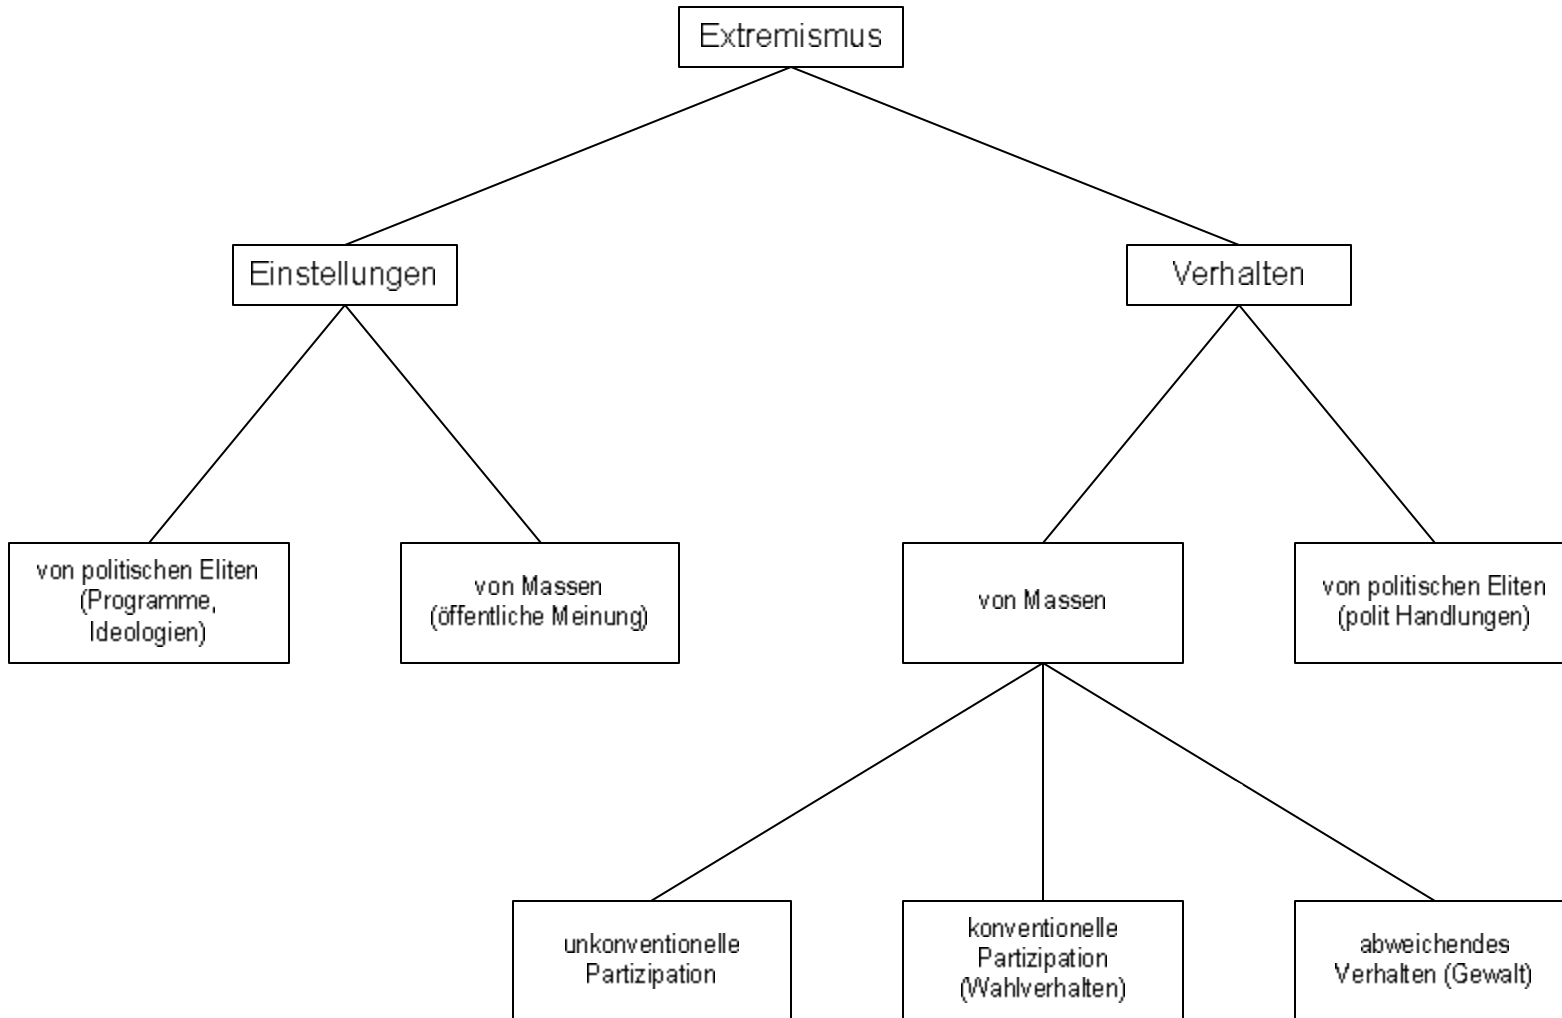 Extremismus
Einstellungen
Verhalten
von politischen Eliten
(Programme,
Ideologien)
von Massen
(öffentliche Meinung)
von Massen
von politischen Eliten
(polit Handlungen)
unkonventionelle
Partizipation
konventionelle
Partizipation
(Wahlverhalten)
abweichendes
Verhalten (Gewalt)